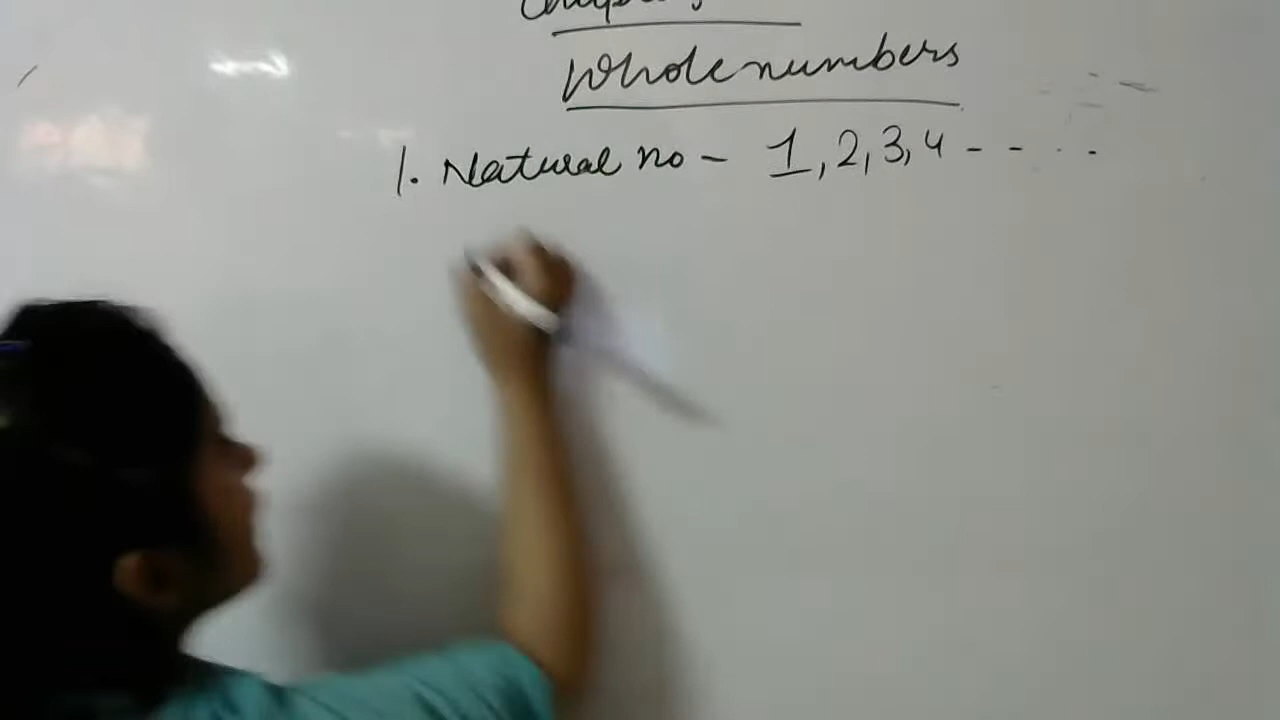 Whole numbers
1. Natural no - 1, 2, 3, 4 - - - -